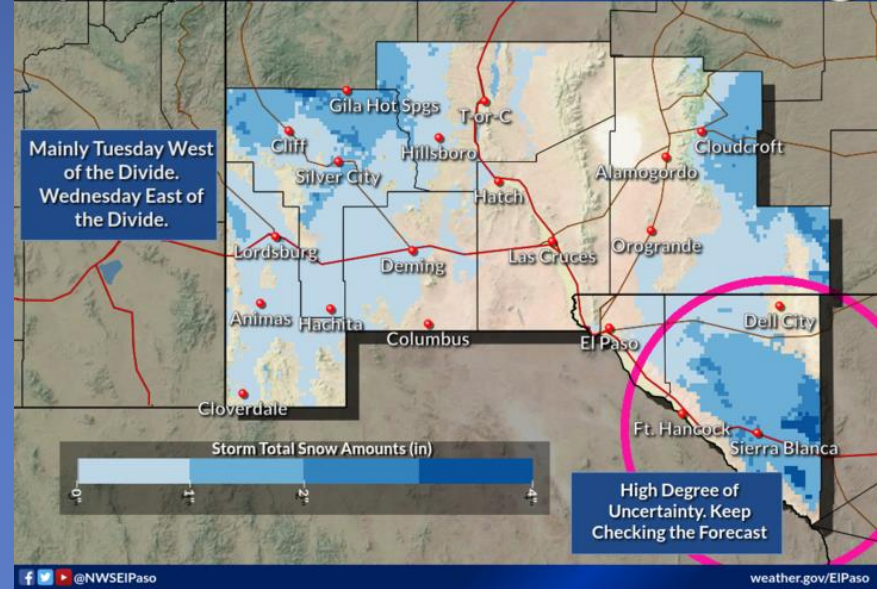 Gila Hot Spgs
T-or-C
Cliff
Hillsboro
Cloudcroft
Mainly Tuesday West
of the Divide.
Wednesday East of
the Divide.
Silver City
Alamogordo
Hatch
Lordsburg
Deming
Las Cruces
Orogrande
Animas
Hachita
Columbus
El Paso
Dell City
Cloverdale
Ft. Hancock
Sierra Blanca
Storm Total Snow Amounts (in)
0"
1"
2"
4"
High Degree of
Uncertainty. Keep
Checking the Forecast
@NWSElPaso
weather.gov/ElPaso